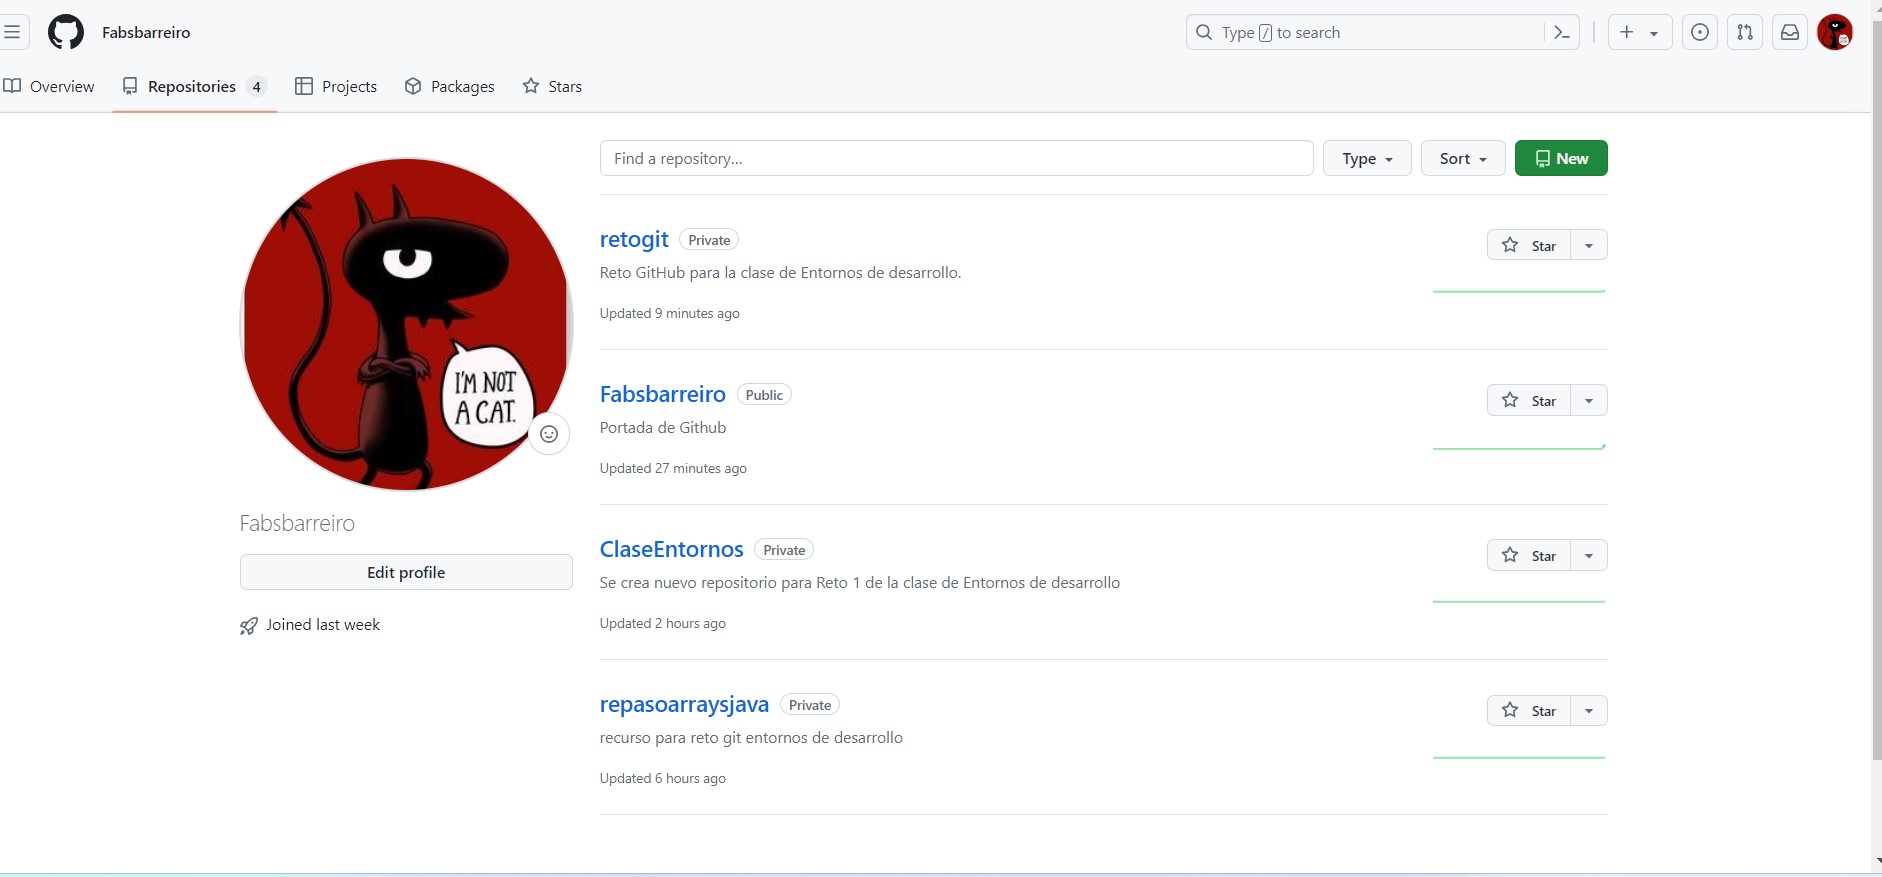 Fabsbarreiro
Type / to search
Overview Repositories 4 Projects Packages Stars
Find a repository... Type Sort New
I'M NOT
A CAT.
Fabsbarreiro
Edit profile
Joined last week
retogit Private Star
Reto GitHub para la clase de Entornos de desarrollo.
Updated 9 minutes ago
Fabsbarreiro Public Star
Portada de Github
Updated 27 minutes ago
ClaseEntornos Private Star
Se crea nuevo repositorio para Reto 1 de la clase de Entornos de desarrollo
Updated 2 hours ago
repasoarraysjava Private Star
recurso para reto git entornos de desarrollo
Updated 6 hours ago